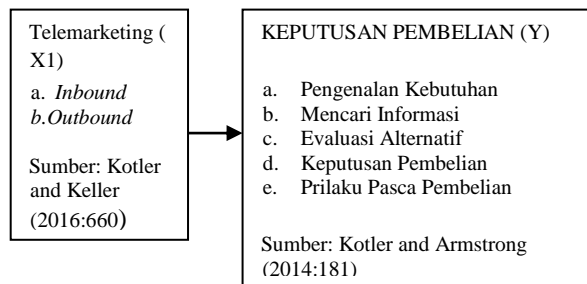 Telemarketing (
X1)
a. Inbound
b.Outbound
Sumber: Kotler
and Keller
(2016:660)
KEPUTUSAN PEMBELIAN (Y)
a. Pengenalan Kebutuhan
b. Mencari Informasi
c. Evaluasi Alternatif
d. Keputusan Pembelian
e. Prilaku Pasca Pembelian
Sumber: Kotler and Armstrong
(2014:181)